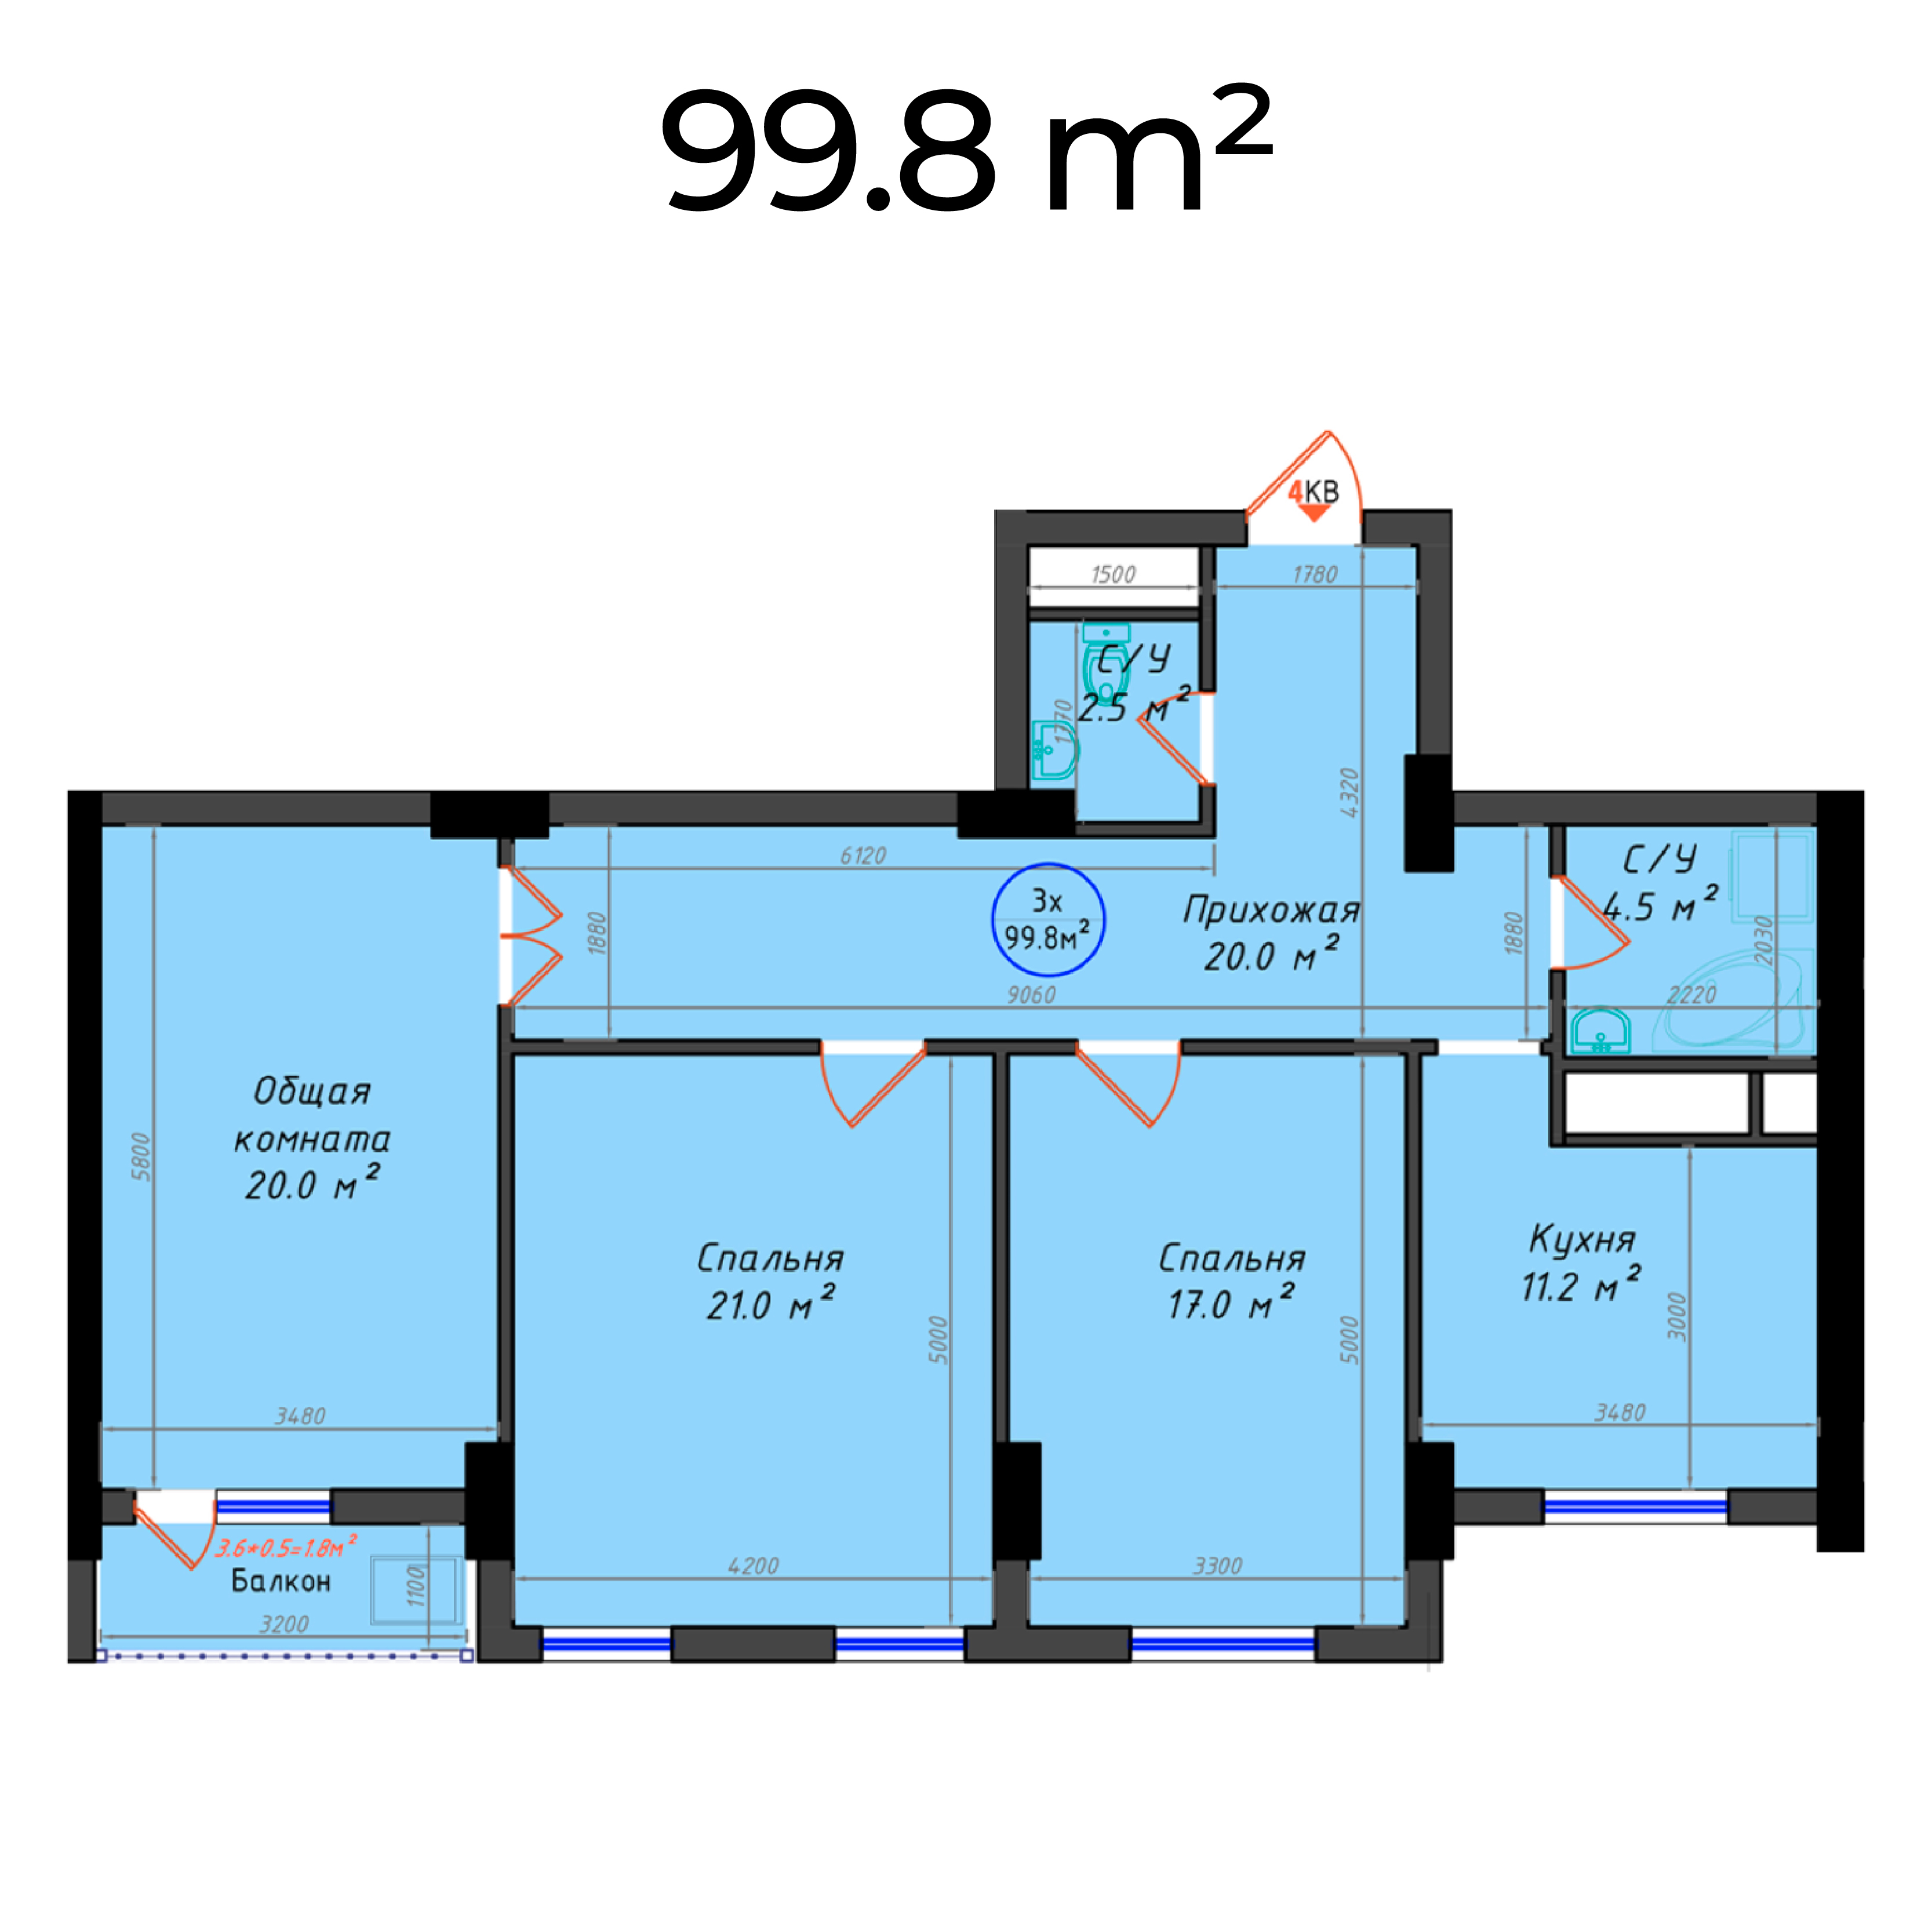 99.8 m²
4КВ
1500
1780
С/У
2.5 м²
1770
4320
6120
3х
99.8м²
1880
Прихожая
20.0 м²
1880
С/У
4.5 м²
2030
9060
2220
Общая
комната
20.0 м²
5800
Спальня
21.0 м²
5000
Спальня
17.0 м²
5000
Кухня
11.2 м²
3000
3480
3480
3.6*0.5=1.8м²
Балкон
1100
3200
4200
3300